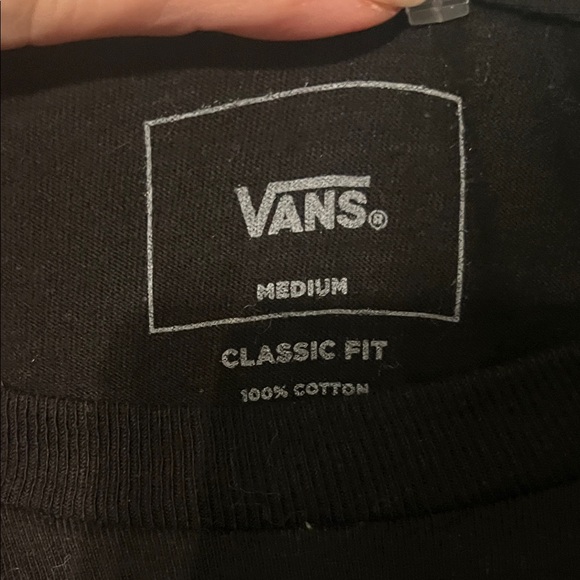 VANS®
MEDIUM
CLASSIC FIT
100% COTTON